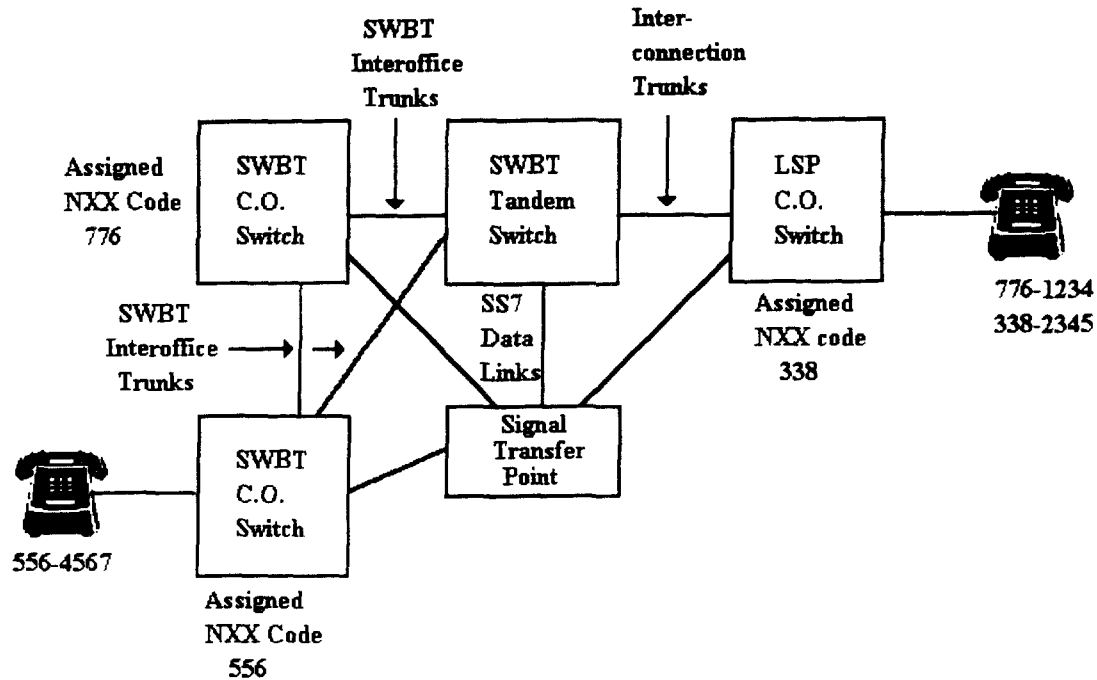 SWBT
Interoffice
Trunks
Inter-
connection
Trunks
Assigned
NXX Code
776
SWBT
C.O.
Switch
SWBT
Tandem
Switch
LSP
C.O.
Switch
776-1234
338-2345
Assigned
NXX code
338
SWBT
Interoffice
Trunks
SS7
Data
Links
Signal
Transfer
Point
SWBT
C.O.
Switch
556-4567
Assigned
NXX Code
556